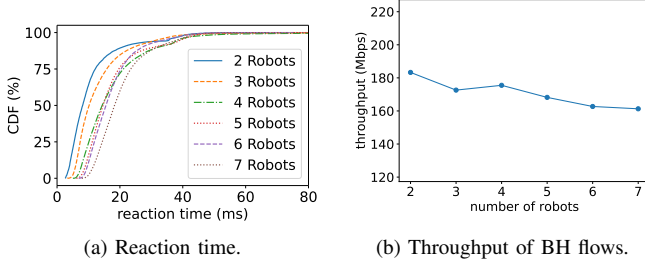 100
75
50
25
0
CDF (%)
2 Robots
3 Robots
4 Robots
5 Robots
6 Robots
7 Robots
0 20 40 60 80
reaction time (ms)
(a) Reaction time.
220
200
180
160
140
120
throughput (Mbps)
2 3 4 5 6 7
number of robots
(b) Throughput of BH flows.